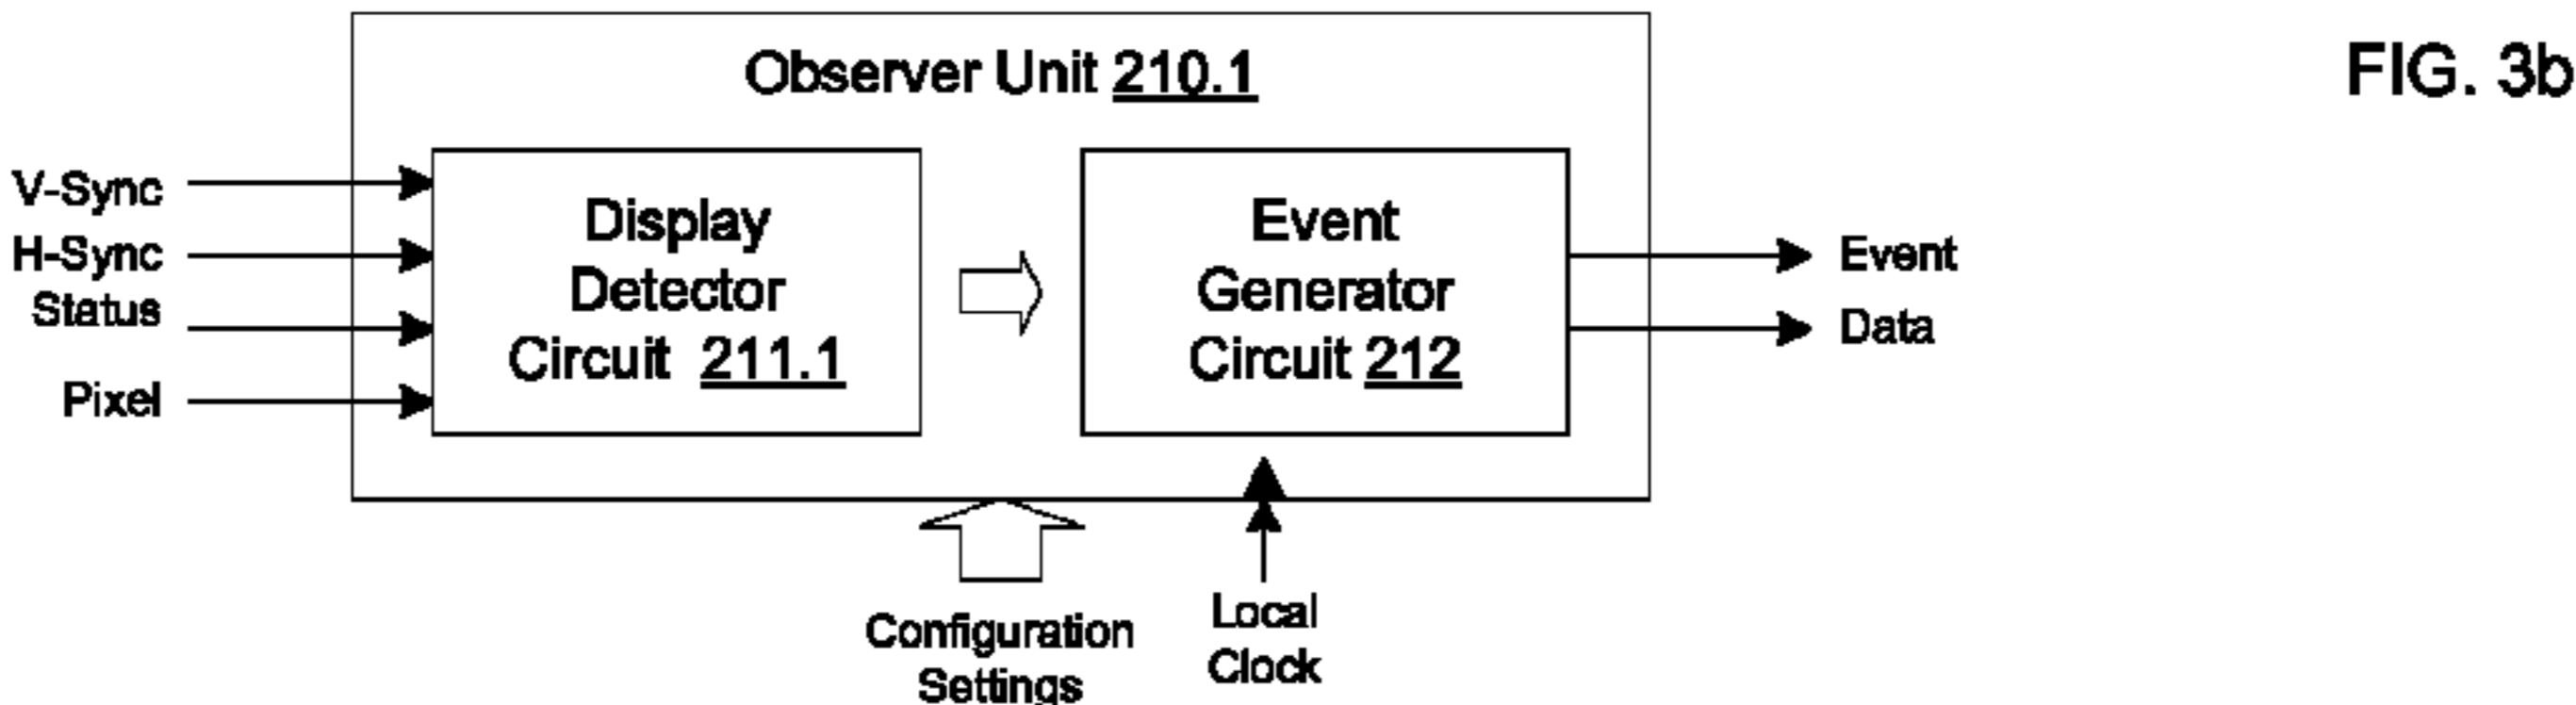 Observer Unit 210.1
FIG. 3b
V-Sync
H-Sync
Status
Pixel
Display
Detector
Circuit 211.1
Event
Generator
Circuit 212
Event
Data
Configuration
Settings
Local
Clock